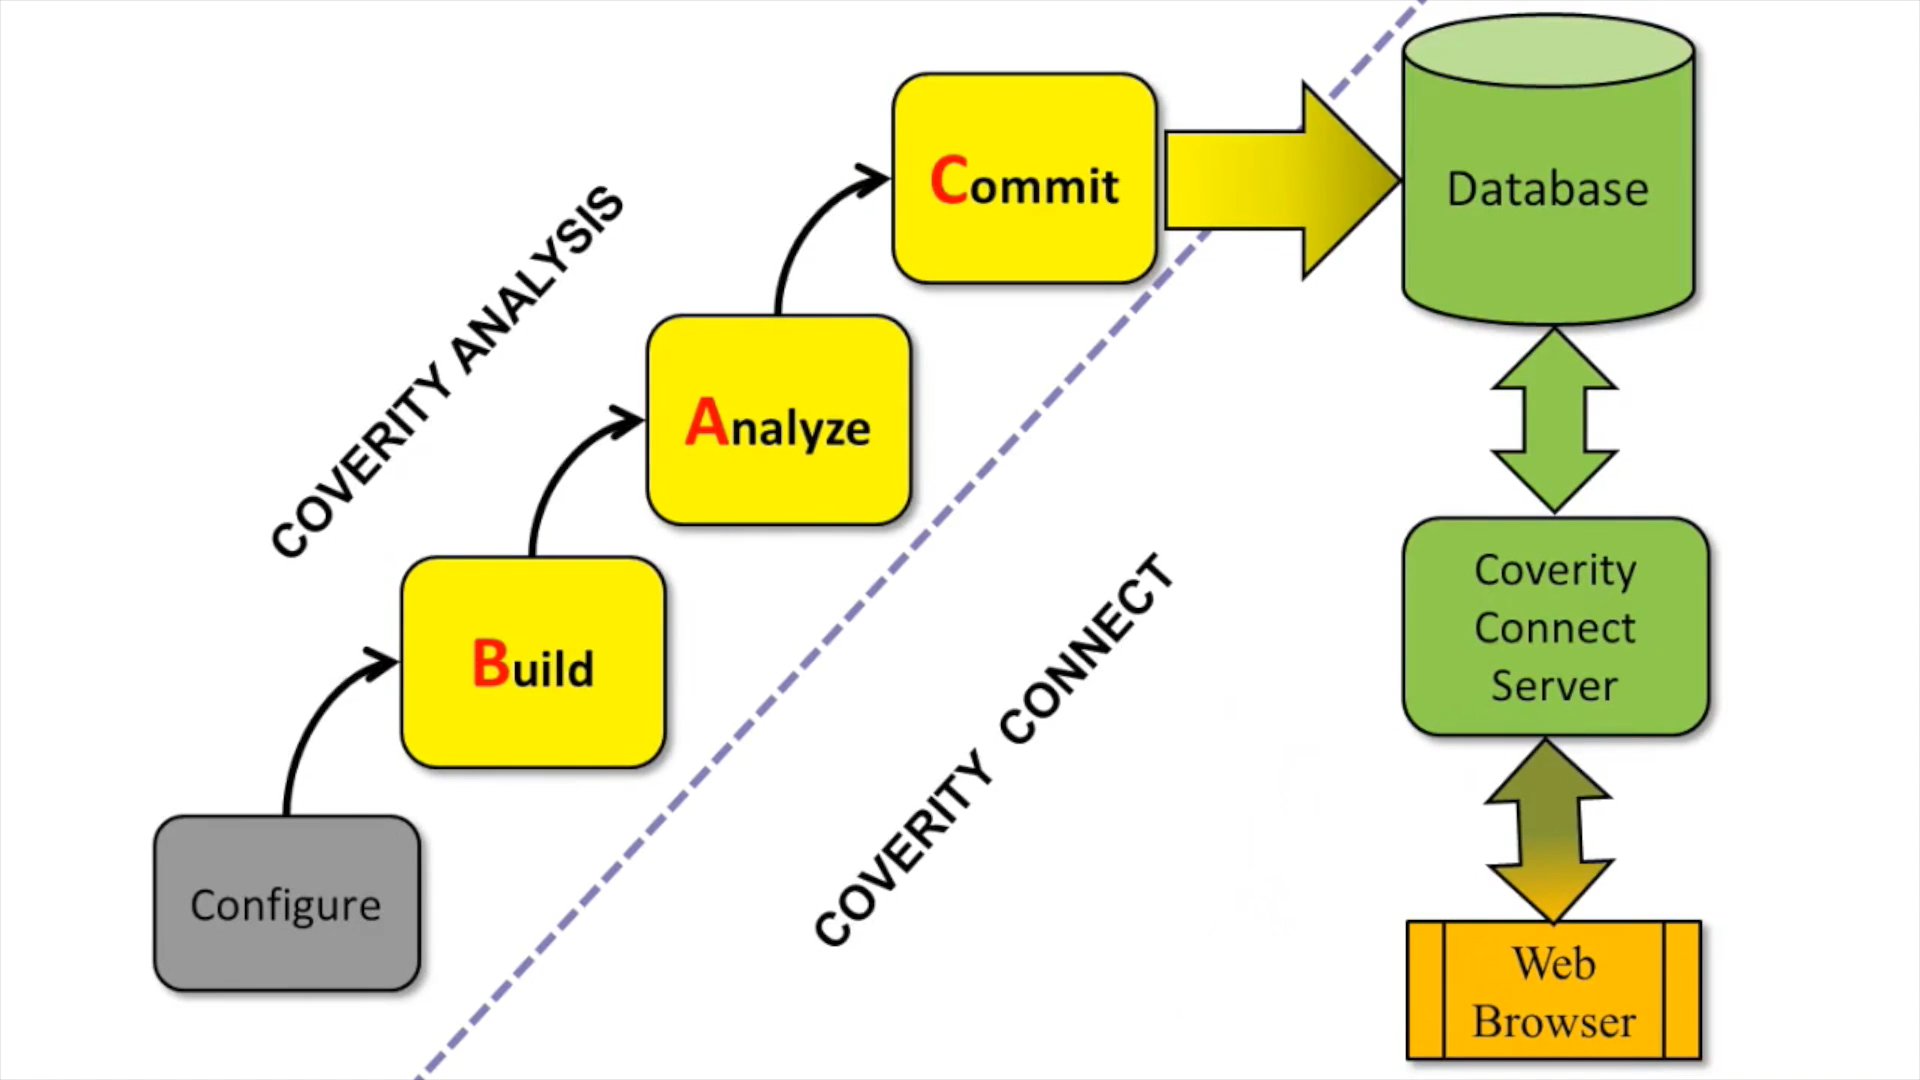 COVERITY ANALYSIS
Configure
Build
Analyze
Commit
COVERITY CONNECT
Database
Coverity
Connect
Server
Web
Browser